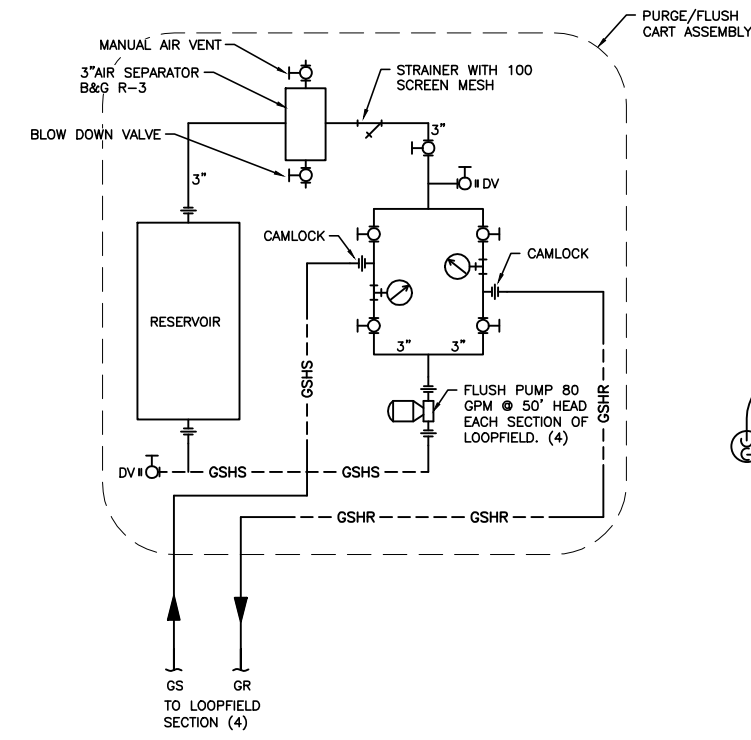 PURGE/FLUSH
CART ASSEMBLY
MANUAL AIR VENT
3"AIR SEPARATOR
B&G R-3
STRAINER WITH 100
SCREEN MESH
BLOW DOWN VALVE
3"
3"
DV
CAMLOCK
CAMLOCK
RESERVOIR
3"
3"
GSHS
GSHR
FLUSH PUMP 80
GPM @ 50' HEAD
EACH SECTION OF
LOOPFIELD. (4)
DV
GSHS
GSHS
GSHR
GSHR
GS
GR
TO LOOPFIELD
SECTION (4)